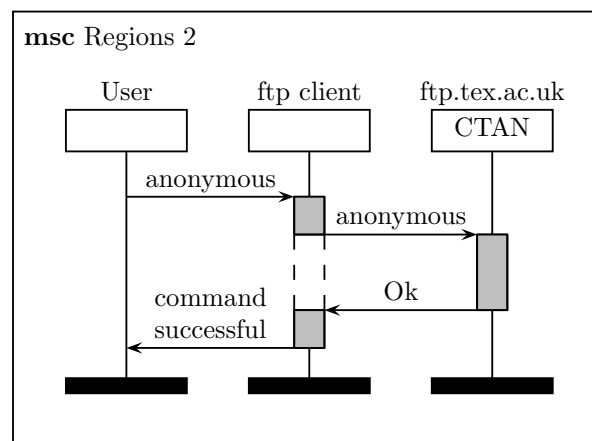 msc Regions 2
User
ftp client
ftp.tex.ac.uk
CTAN
anonymous
anonymous
Ok
command
successful